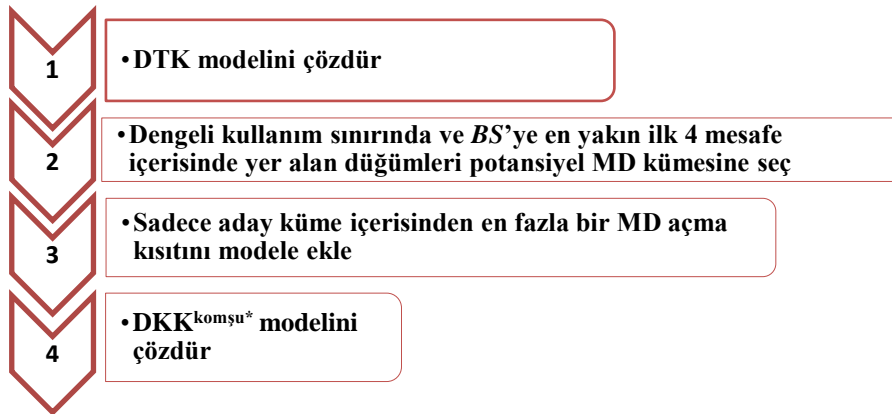 1
•DTK modelini çözdür
2
•Dengeli kullanım sınırında ve BS’ye en yakın ilk 4 mesafe
içerisinde yer alan düğümleri potansiyel MD kümesine seç
3
•Sadece aday küme içerisinden en fazla bir MD açma
kısıtını modele ekle
4
•DKKkomşu* modelini
çözdür